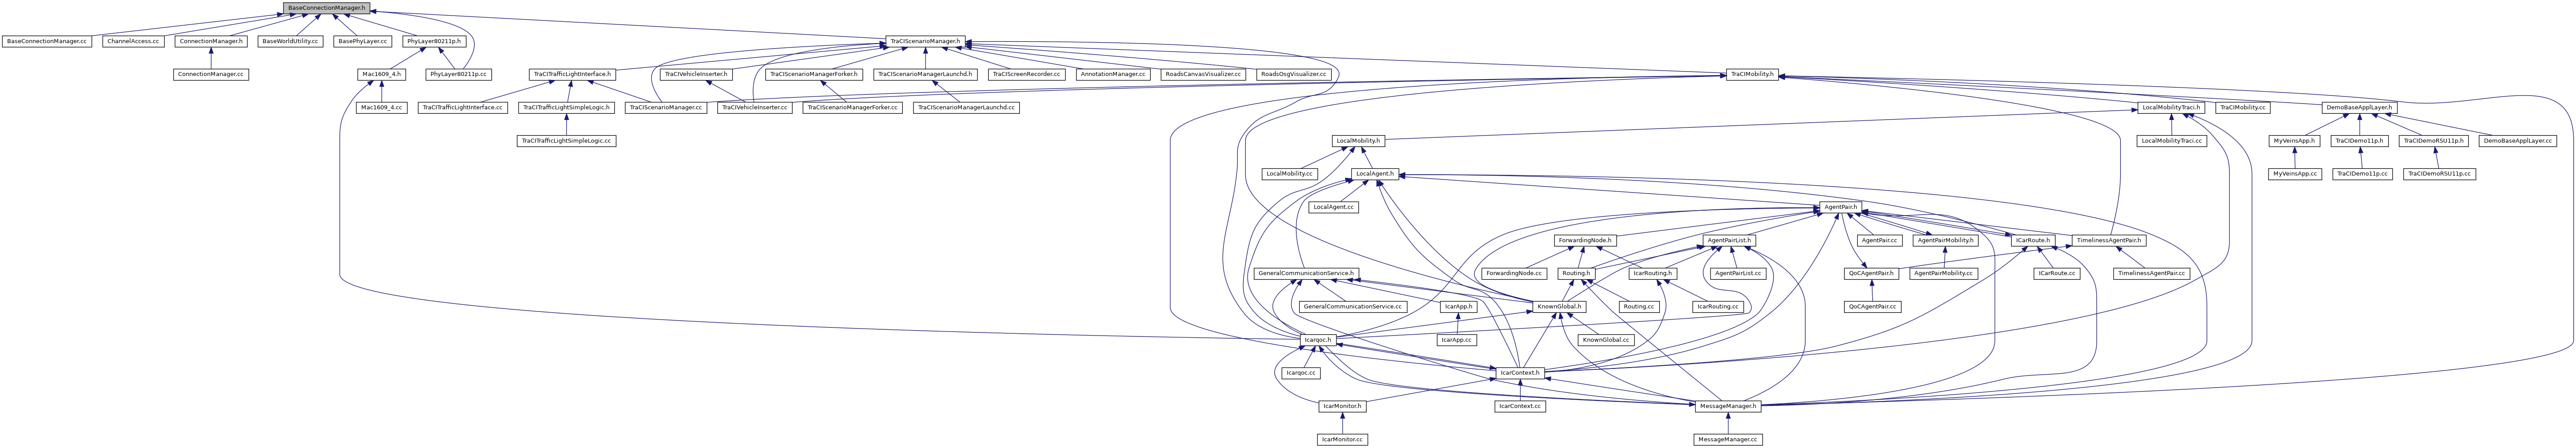 BaseConnectionManager.h
BaseConnectionManager.cc
ChannelAccess.cc
ConnectionManager.h
BaseWorldUtility.cc
BasePhyLayer.cc
PhyLayer80211p.h
TraCIScenarioManager.h
ConnectionManager.cc
Mac1609_4.h
PhyLayer80211p.cc
TraCITrafficLightInterface.h
TraCIVehicleInserter.h
TraCIScenarioManagerForker.h
TraCIScenarioManagerLaunchd.h
TraCIScreenRecorder.cc
AnnotationManager.cc
RoadsCanvasVisualizer.cc
RoadsOsgVisualizer.cc
TraCIMobility.h
Mac1609_4.cc
TraCITrafficLightInterface.cc
TraCITrafficLightSimpleLogic.h
TraCIScenarioManager.cc
TraCIVehicleInserter.cc
TraCIScenarioManagerForker.cc
TraCIScenarioManagerLaunchd.cc
LocalMobilityTraci.h
TraCIMobility.cc
DemoBaseApplLayer.h
TraCITrafficLightSimpleLogic.cc
LocalMobility.h
LocalMobilityTraci.cc
MyVeinsApp.h
TraCIDemo11p.h
TraCIDemoRSU11p.h
DemoBaseApplLayer.cc
LocalMobility.cc
LocalAgent.h
MyVeinsApp.cc
TraCIDemo11p.cc
TraCIDemoRSU11p.cc
LocalAgent.cc
AgentPair.h
ForwardingNode.h
AgentPairList.h
AgentPair.cc
AgentPairMobility.h
ICarRoute.h
TimelinessAgentPair.h
GeneralCommunicationService.h
ForwardingNode.cc
Routing.h
IcarRouting.h
AgentPairList.cc
QoCAgentPair.h
AgentPairMobility.cc
ICarRoute.cc
TimelinessAgentPair.cc
GeneralCommunicationService.cc
IcarApp.h
KnownGlobal.h
Routing.cc
IcarRouting.cc
QoCAgentPair.cc
Icarqoc.h
IcarApp.cc
KnownGlobal.cc
Icarqoc.cc
IcarContext.h
IcarMonitor.h
IcarContext.cc
MessageManager.h
IcarMonitor.cc
MessageManager.cc